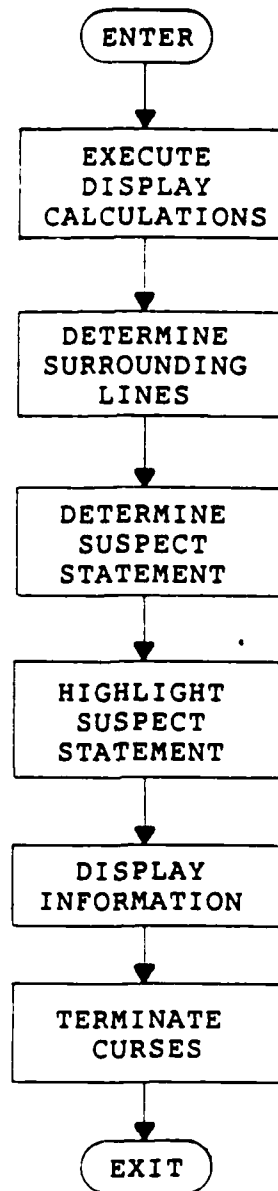 ENTER
EXECUTE
DISPLAY
CALCULATIONS
DETERMINE
SURROUNDING
LINES
DETERMINE
SUSPECT
STATEMENT
HIGHLIGHT
SUSPECT
STATEMENT
DISPLAY
INFORMATION
TERMINATE
CURSES
EXIT